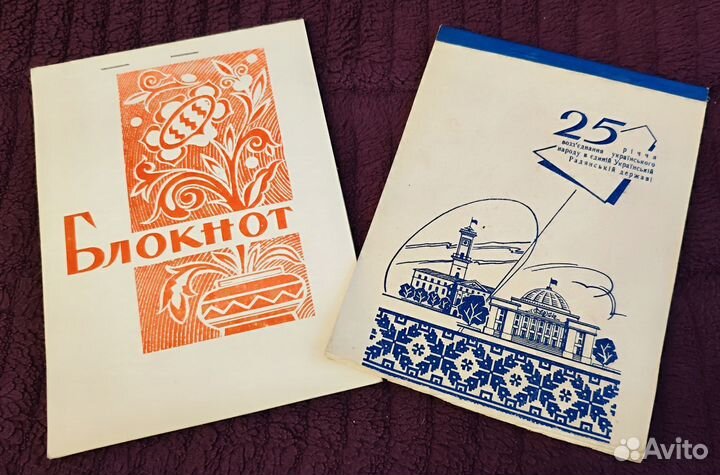 Блокнот
25
річчя
возз'єднання українського
народу в єдиній Українській
Радянській державі
Avito